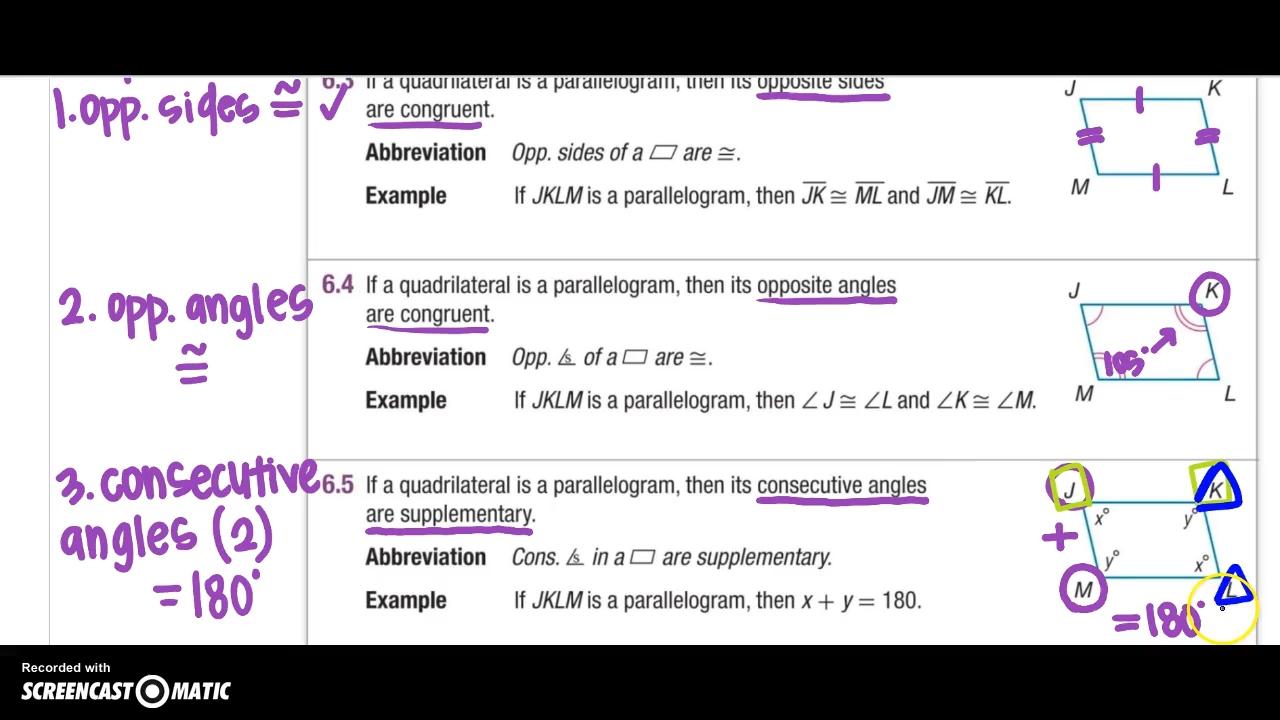 1. opp. sides ≅ ✓
6.3 If a quadrilateral is a parallelogram, then its opposite sides
are congruent.
Abbreviation Opp. sides of a ▱ are ≅.
Example If JKLM is a parallelogram, then J̅K̅ ≅ M̅L̅ and J̅M̅ ≅ K̅L̅.
J K
M L
2. opp. angles
≅
6.4 If a quadrilateral is a parallelogram, then its opposite angles
are congruent.
Abbreviation Opp. ∠s of a ▱ are ≅.
Example If JKLM is a parallelogram, then ∠J ≅ ∠L and ∠K ≅ ∠M.
J K
105°
M L
3. consecutive
angles (2)
= 180°
6.5 If a quadrilateral is a parallelogram, then its consecutive angles
are supplementary.
Abbreviation Cons. ∠s in a ▱ are supplementary.
Example If JKLM is a parallelogram, then x + y = 180.
J K
x° y°
+
y° x°
M L
= 180°
Recorded with
SCREENCAST-O-MATIC